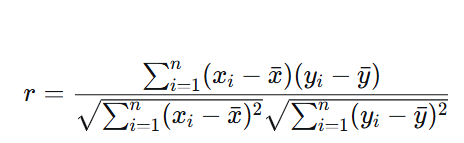 r = \frac{\sum_{i=1}^{n}(x_i - \bar{x})(y_i - \bar{y})}{\sqrt{\sum_{i=1}^{n}(x_i - \bar{x})^2}\sqrt{\sum_{i=1}^{n}(y_i - \bar{y})^2}}